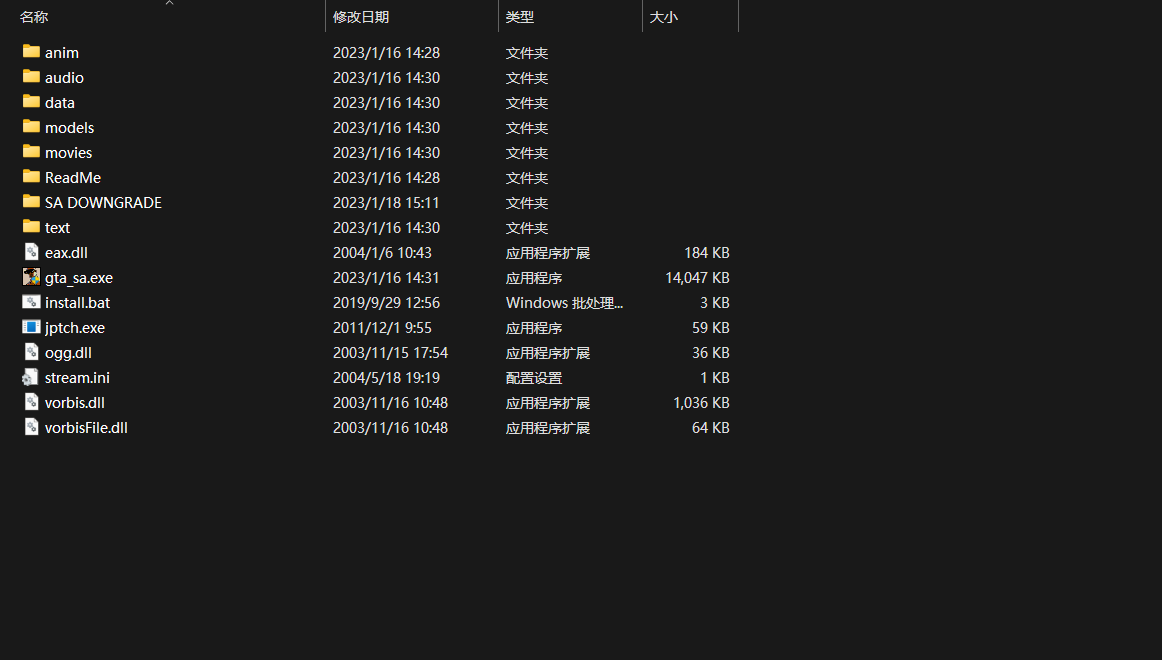 名称 修改日期 类型 大小
anim 2023/1/16 14:28 文件夹
audio 2023/1/16 14:30 文件夹
data 2023/1/16 14:30 文件夹
models 2023/1/16 14:30 文件夹
movies 2023/1/16 14:30 文件夹
ReadMe 2023/1/16 14:28 文件夹
SA DOWNGRADE 2023/1/18 15:11 文件夹
text 2023/1/16 14:30 文件夹
eax.dll 2004/1/6 10:43 应用程序扩展 184 KB
gta_sa.exe 2023/1/16 14:31 应用程序 14,047 KB
install.bat 2019/9/29 12:56 Windows 批处理... 3 KB
jptch.exe 2011/12/1 9:55 应用程序 59 KB
ogg.dll 2003/11/15 17:54 应用程序扩展 36 KB
stream.ini 2004/5/18 19:19 配置设置 1 KB
vorbis.dll 2003/11/16 10:48 应用程序扩展 1,036 KB
vorbisFile.dll 2003/11/16 10:48 应用程序扩展 64 KB